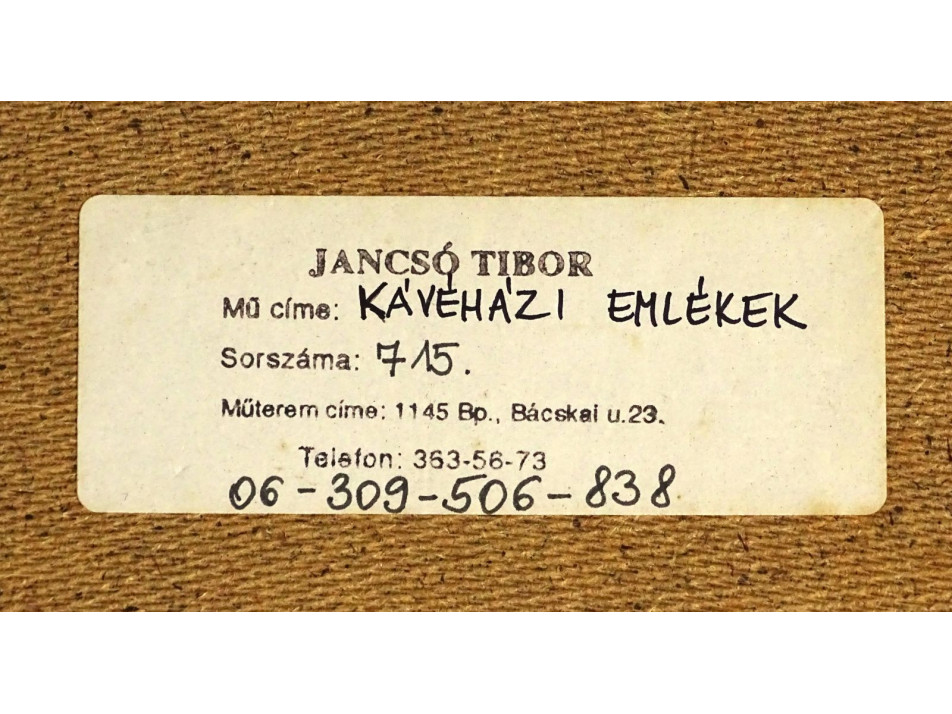 JANCSÓ TIBOR
Mű címe: KÁVÉHÁZI EMLÉKEK
Sorszáma: 715.
Műterem címe: 1145 Bp., Bácskai u.23.
Telefon: 363-56-73
06-309-506-838